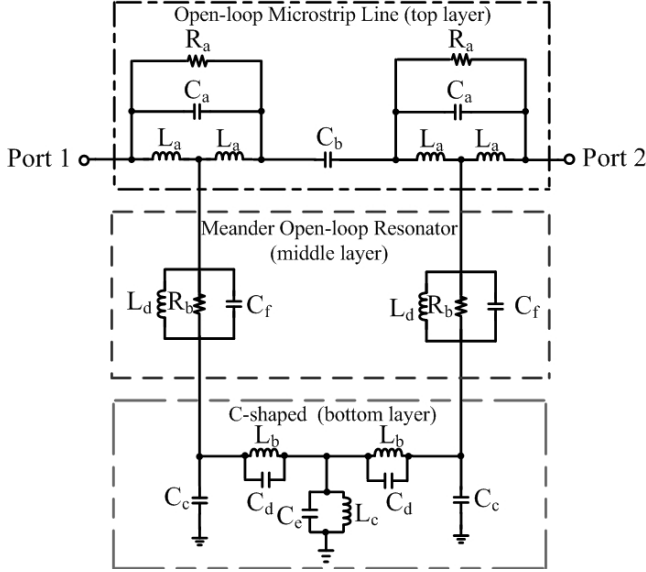 Open-loop Microstrip Line (top layer)
Ra Ra
Ca Ca
La La Cb La La
Port 1 Port 2
Meander Open-loop Resonator
(middle layer)
Ld Rb Cf Ld Rb Cf
C-shaped (bottom layer)
Lb Lb
Cc Cd Ce Lc Cd Cc